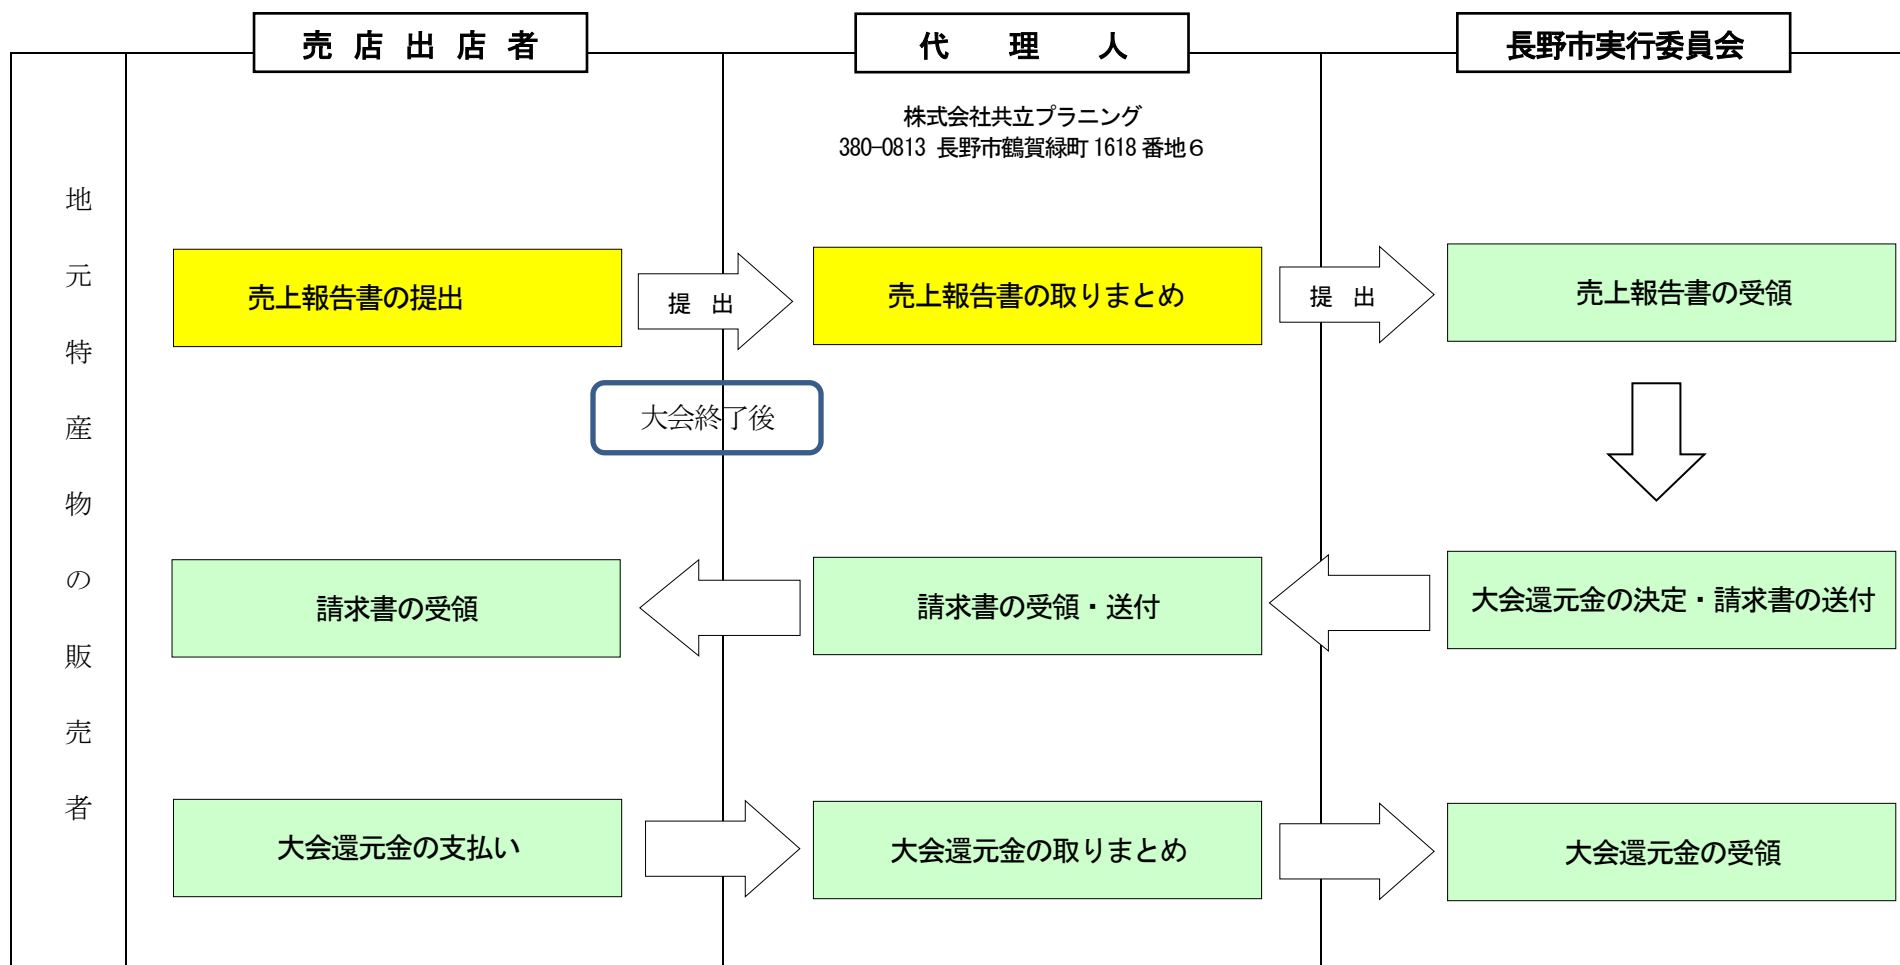 売店出店者
代理人
長野市実行委員会
株式会社共立プラニング
380-0813 長野市鶴賀緑町1618番地６
地元特産物の販売者
売上報告書の提出
提 出
売上報告書の取りまとめ
提 出
売上報告書の受領
大会終了後
請求書の受領
請求書の受領・送付
大会還元金の決定・請求書の送付
大会還元金の支払い
大会還元金の取りまとめ
大会還元金の受領